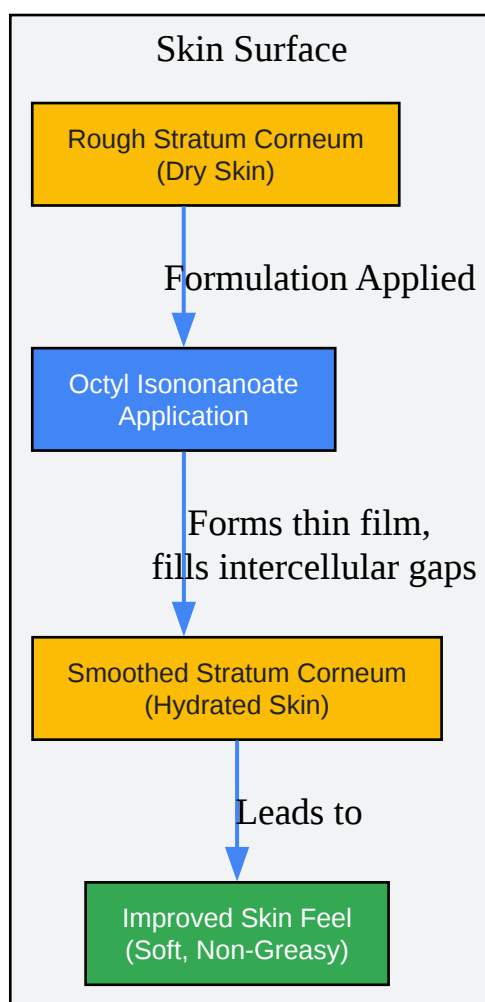 Skin Surface
Rough Stratum Corneum
(Dry Skin)
Formulation Applied
Octyl Isononanoate
Application
Forms thin film,
fills intercellular gaps
Smoothed Stratum Corneum
(Hydrated Skin)
Leads to
Improved Skin Feel
(Soft, Non-Greasy)